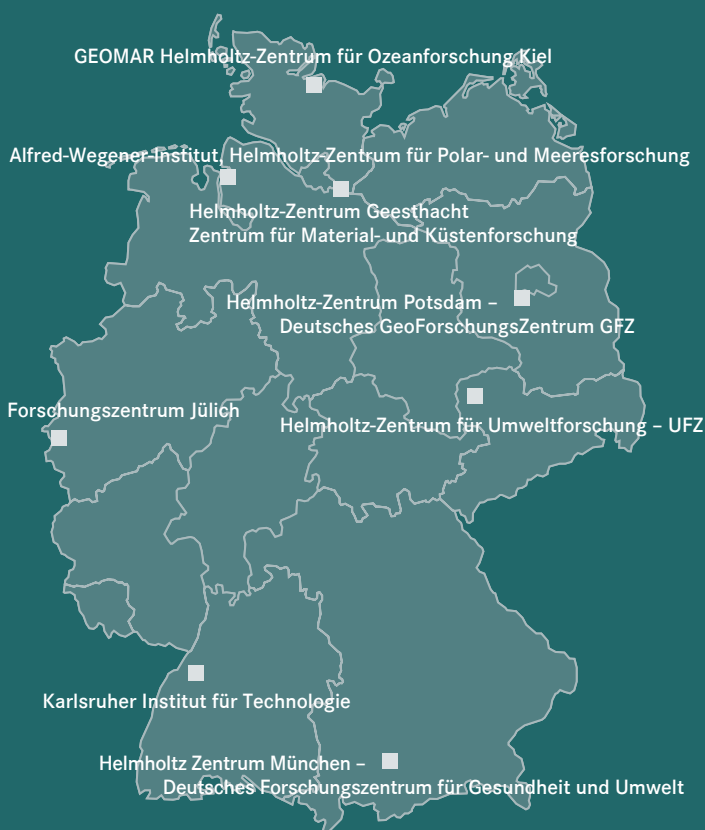 GEOMAR Helmholtz-Zentrum für Ozeanforschung Kiel
Alfred-Wegener-Institut, Helmholtz-Zentrum für Polar- und Meeresforschung
Helmholtz-Zentrum Geesthacht
Zentrum für Material- und Küstenforschung
Helmholtz-Zentrum Potsdam –
Deutsches GeoForschungsZentrum GFZ
Forschungszentrum Jülich
Helmholtz-Zentrum für Umweltforschung – UFZ
Karlsruher Institut für Technologie
Helmholtz Zentrum München –
Deutsches Forschungszentrum für Gesundheit und Umwelt